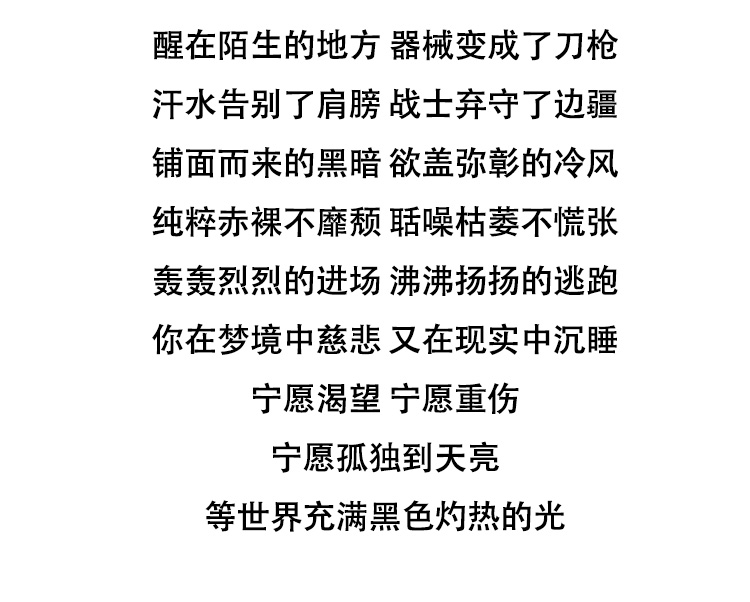 醒在陌生的地方 器械变成了刀枪
汗水告别了肩膀 战士弃守了边疆
铺面而来的黑暗 欲盖弥彰的冷风
纯粹赤裸不靡颓 聒噪枯萎不慌张
轰轰烈烈的进场 沸沸扬扬的逃跑
你在梦境中慈悲 又在现实中沉睡
宁愿渴望 宁愿重伤
宁愿孤独到天亮
等世界充满黑色灼热的光